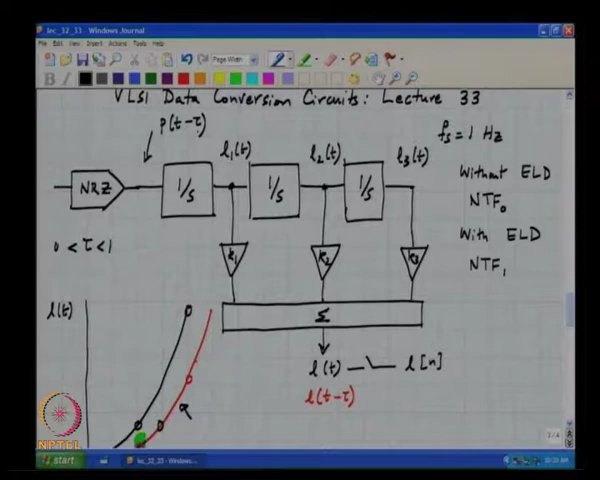 lec_32_33 - Windows Journal
File Edit View Insert Actions Tools Help
Page Width
VLSI Data Conversion Circuits: Lecture 33
p(t-τ)
fs = 1 Hz
l1(t) l2(t) l3(t)
NRZ 1/s 1/s 1/s
Without ELD
NTF0
With ELD
NTF1
0 < τ < 1
k1 k2 k3
Σ
l(t)
l(t) l[n]
l(t-τ)
NPTEL
start
lec_32_33 - Windows...